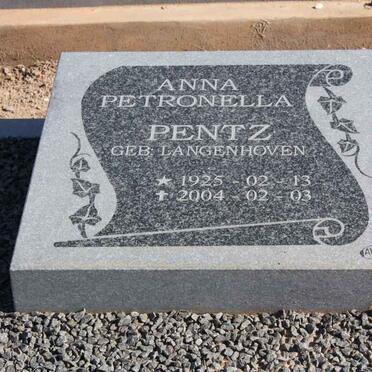 ANNA
PETRONELLA
PENTZ
GEB: LANGENHOVEN
★ 1925 - 02 - 13
✝ 2004 - 02 - 03